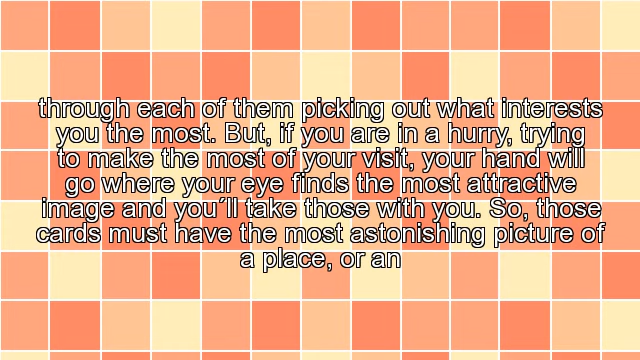 through each of them picking out what interests
you the most. But, if you are in a hurry, trying
to make the most of your visit, your hand will
go where your eye finds the most attractive
image and you´ll take those with you. So, those
cards must have the most astonishing picture of
a place, or an